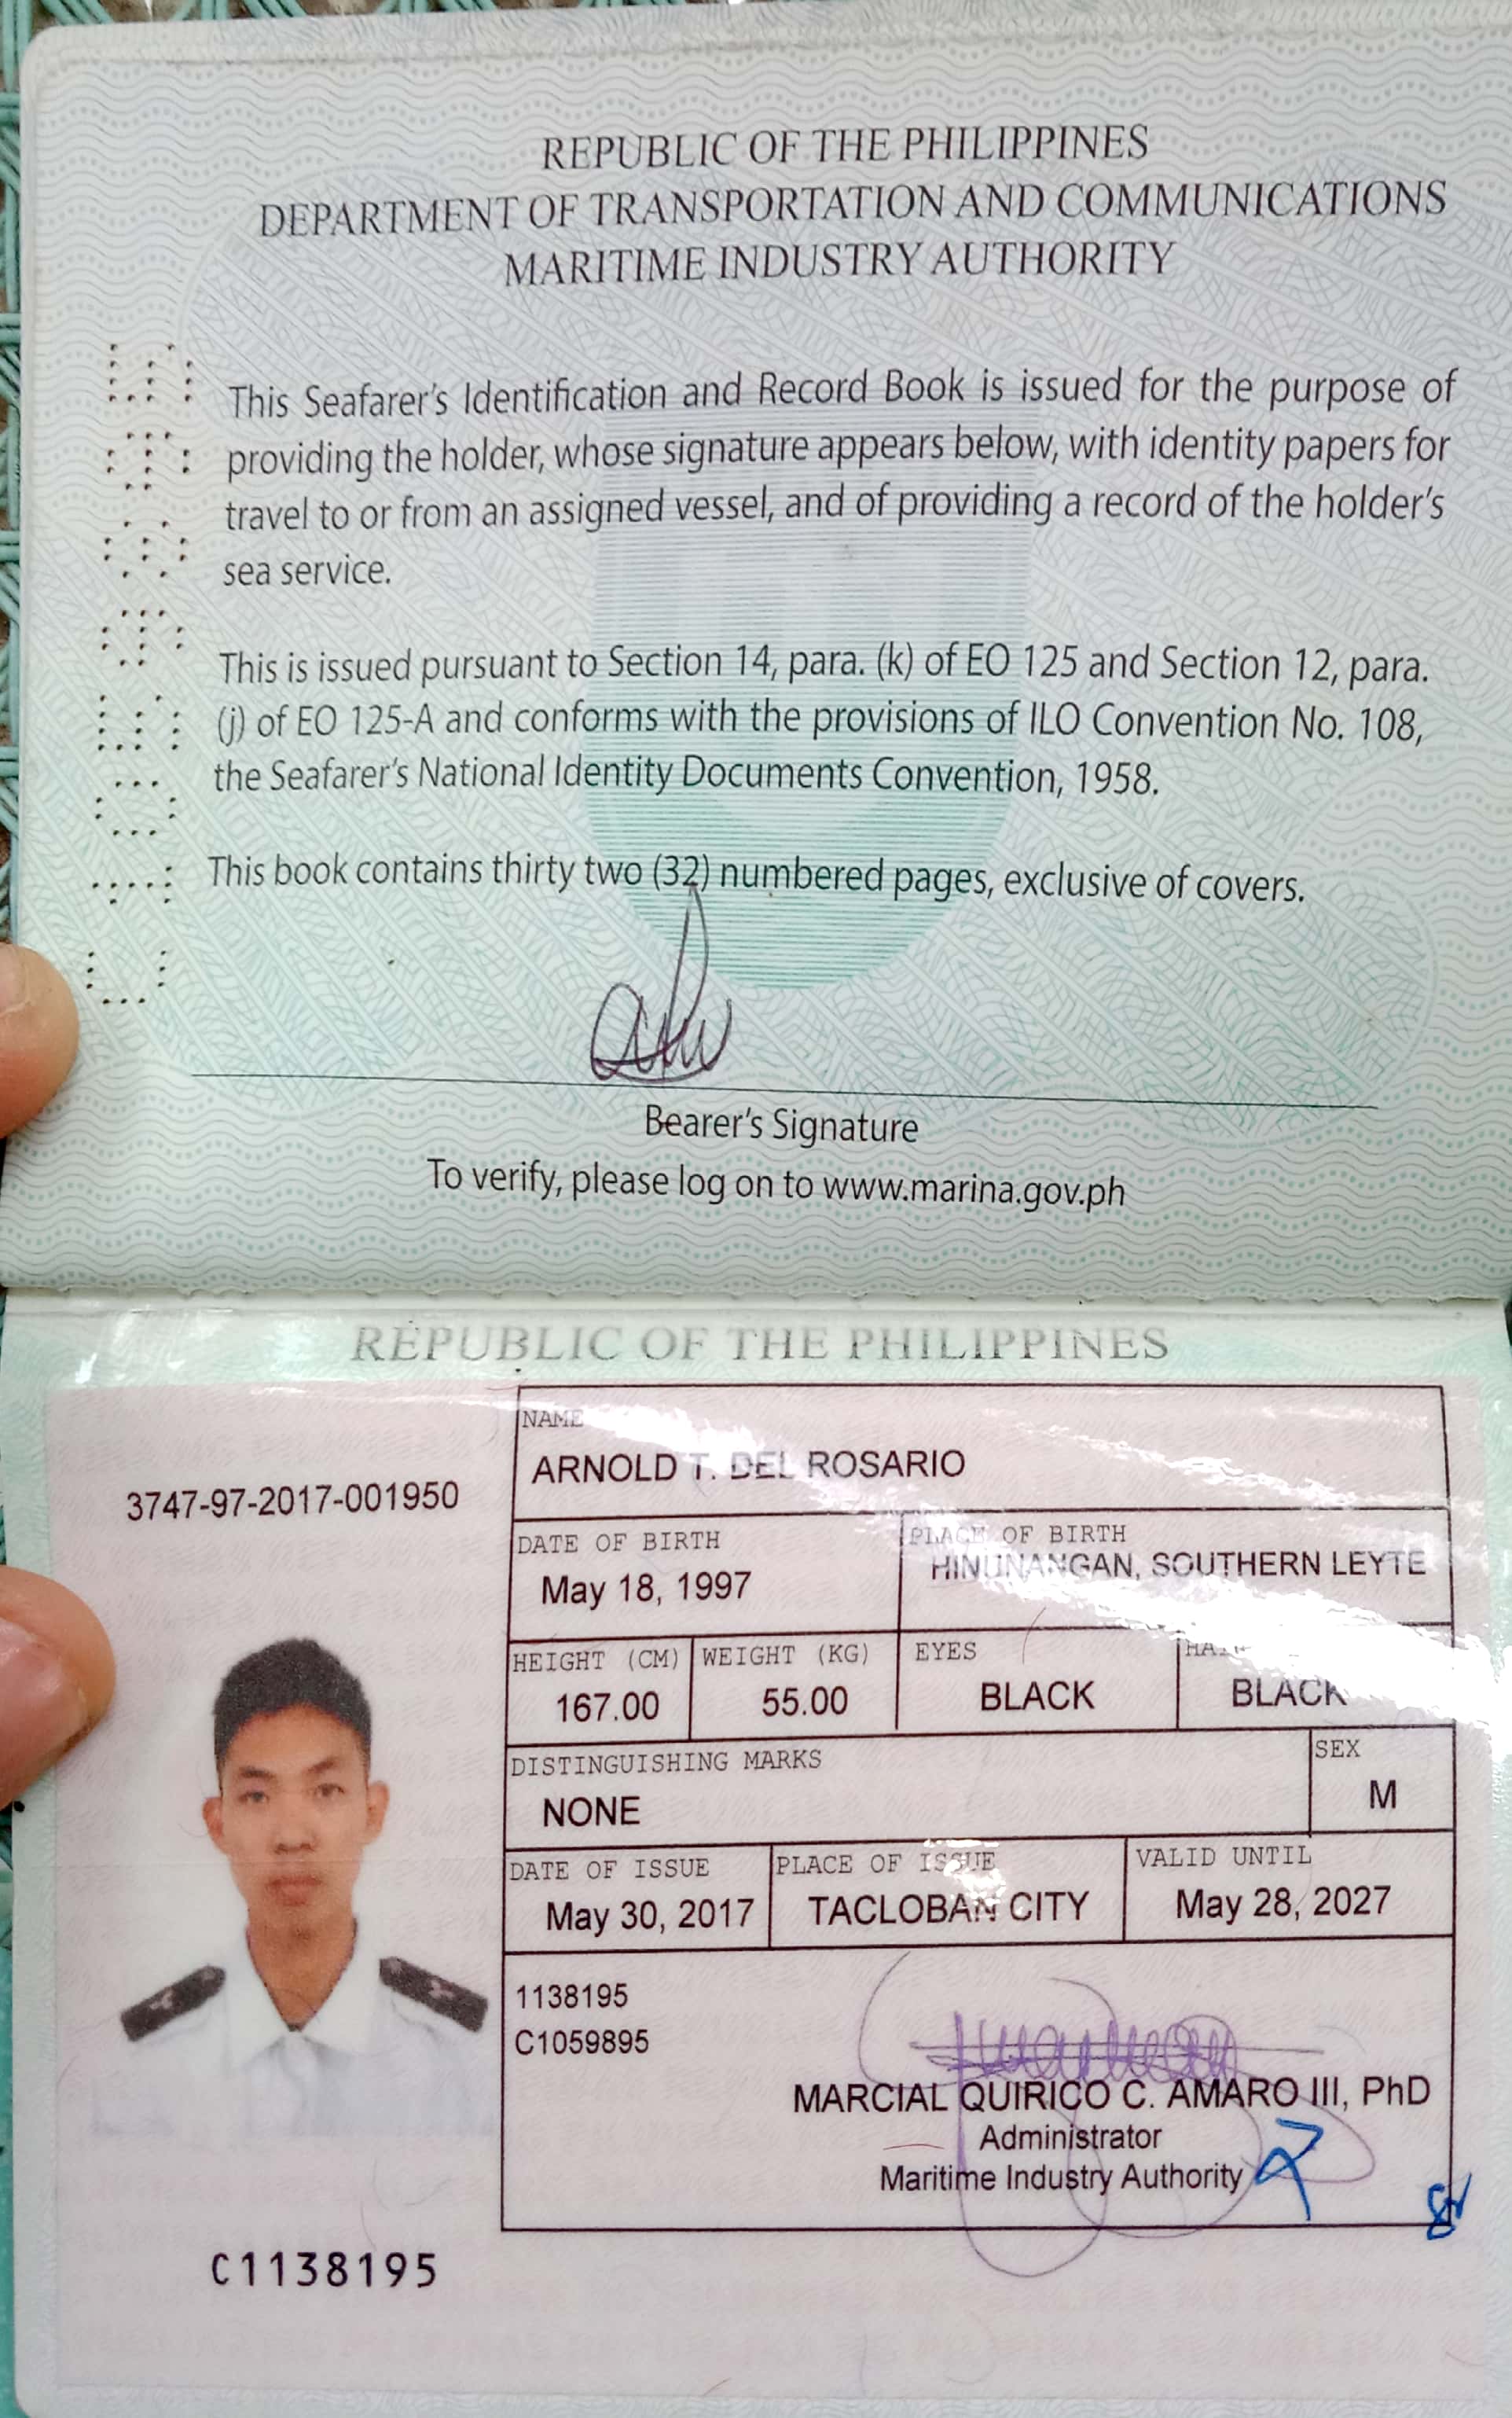 REPUBLIC OF THE PHILIPPINES
DEPARTMENT OF TRANSPORTATION AND COMMUNICATIONS
MARITIME INDUSTRY AUTHORITY
This Seafarer's Identification and Record Book is issued for the purpose of
providing the holder, whose signature appears below, with identity papers for
travel to or from an assigned vessel, and of providing a record of the holder's
sea service.
This is issued pursuant to Section 14, para. (k) of EO 125 and Section 12, para.
(j) of EO 125-A and conforms with the provisions of ILO Convention No. 108,
the Seafarer's National Identity Documents Convention, 1958.
This book contains thirty two (32) numbered pages, exclusive of covers.
Bearer's Signature
To verify, please log on to www.marina.gov.ph
REPUBLIC OF THE PHILIPPINES
3747-97-2017-001950
NAME
ARNOLD T. DEL ROSARIO
DATE OF BIRTH PLACE OF BIRTH
May 18, 1997 HINUNANGAN, SOUTHERN LEYTE
HEIGHT (CM) WEIGHT (KG) EYES
167.00 55.00 BLACK BLACK
DISTINGUISHING MARKS SEX
NONE M
DATE OF ISSUE PLACE OF ISSUE VALID UNTIL
May 30, 2017 TACLOBAN CITY May 28, 2027
1138195
C1059895
MARCIAL QUIRICO C. AMARO III, PhD
Administrator
Maritime Industry Authority
C1138195